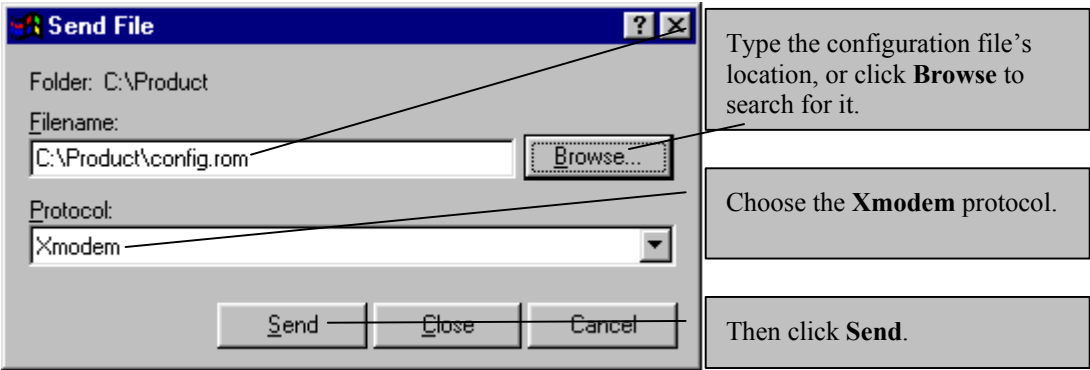 Send File
Folder: C:\Product
Filename:
C:\Product\config.rom
Browse...
Protocol:
Xmodem
Send
Close
Cancel
Type the configuration file’s
location, or click Browse to
search for it.
Choose the Xmodem protocol.
Then click Send.